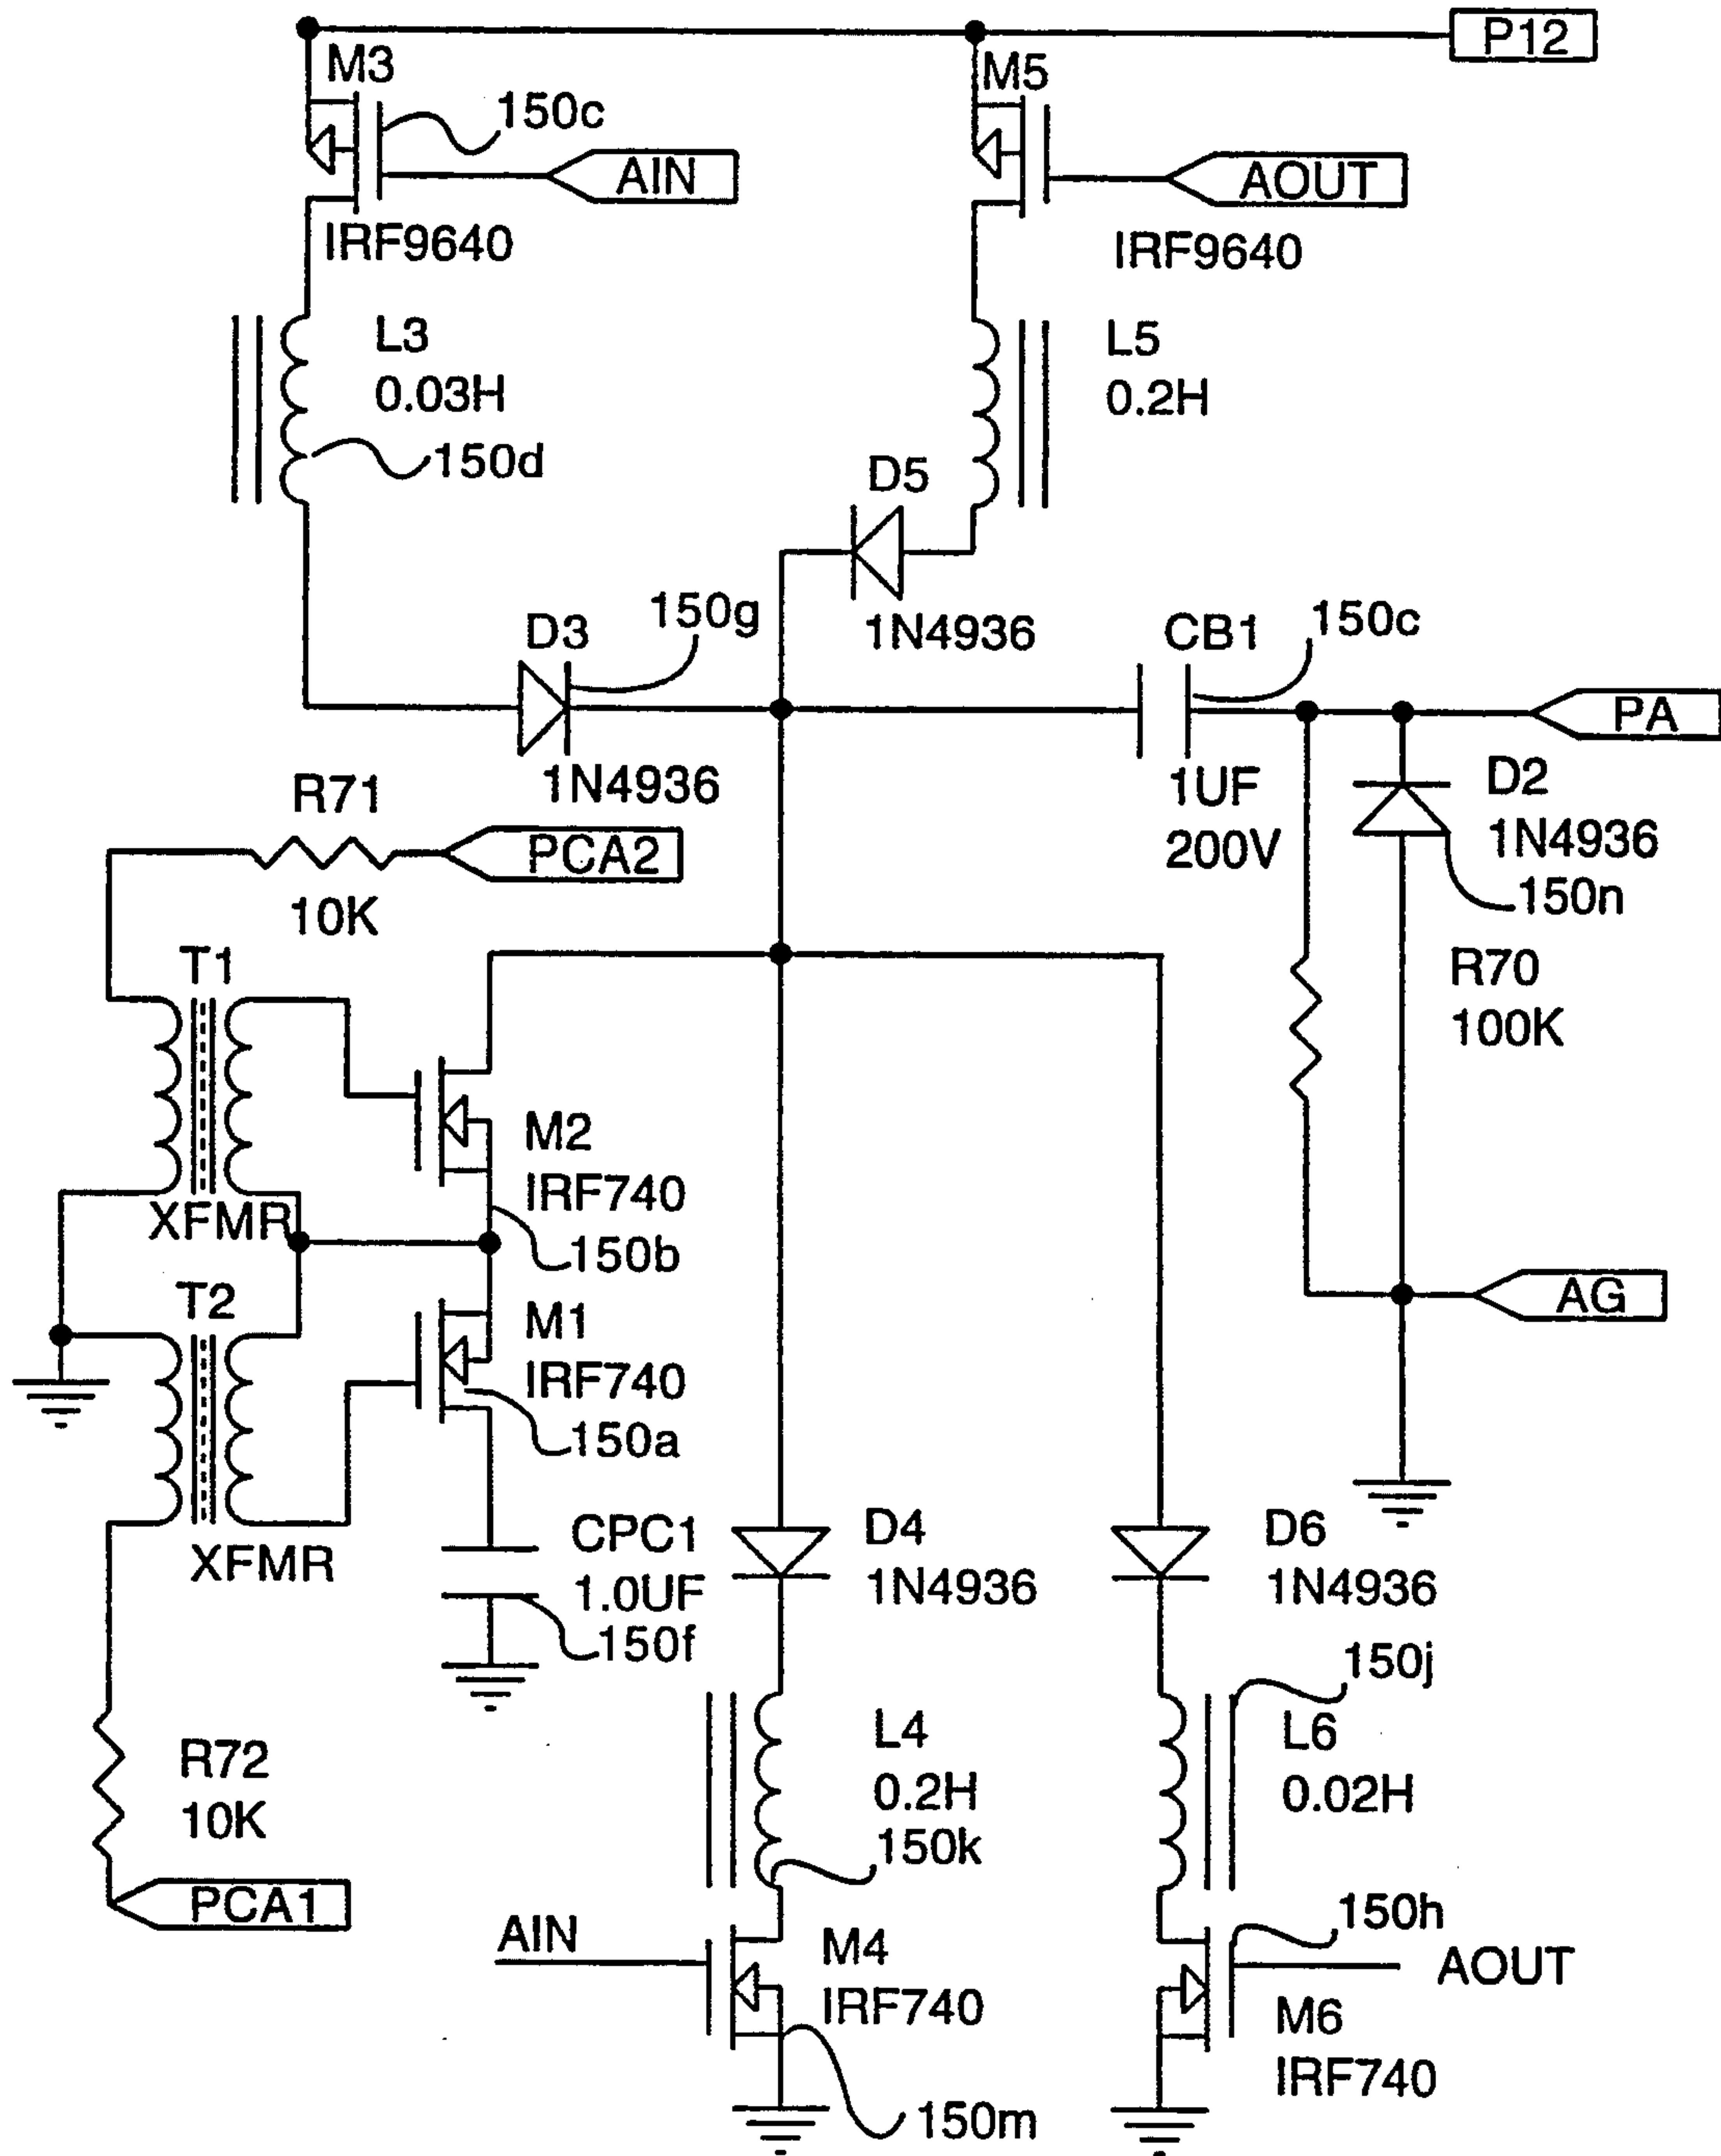 P12
M3
M5
150c
AIN
AOUT
IRF9640
IRF9640
L3
0.03H
150d
L5
0.2H
D5
1N4936
D3
150g
1N4936
CB1
150c
1UF
200V
PA
D2
1N4936
150n
R71
10K
PCA2
R70
100K
T1
XFMR
M2
IRF740
150b
AG
T2
XFMR
M1
IRF740
150a
CPC1
1.0UF
150f
D4
1N4936
D6
1N4936
150j
R72
10K
L4
0.2H
150k
L6
0.02H
PCA1
AIN
M4
IRF740
150m
150h
AOUT
M6
IRF740